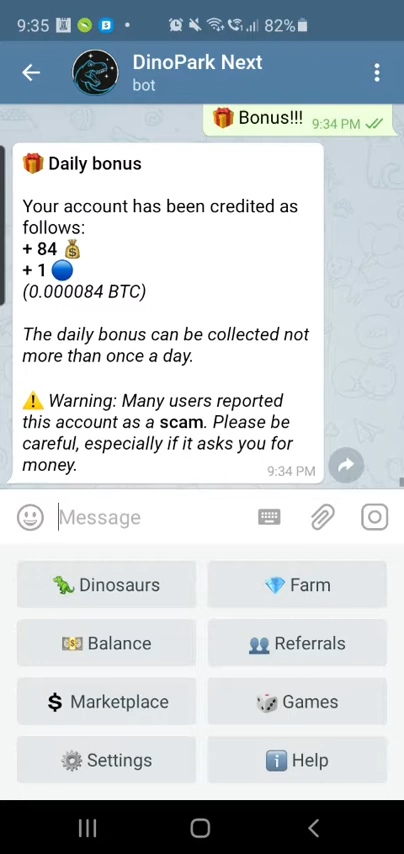 9:35 82%
DinoPark Next
bot
Bonus!!! 9:34 PM
Daily bonus
Your account has been credited as
follows:
+ 84
+ 1
(0.000084 BTC)
The daily bonus can be collected not
more than once a day.
Warning: Many users reported
this account as a scam. Please be
careful, especially if it asks you for
money. 9:34 PM
Message
Dinosaurs Farm
Balance Referrals
$ Marketplace Games
Settings Help